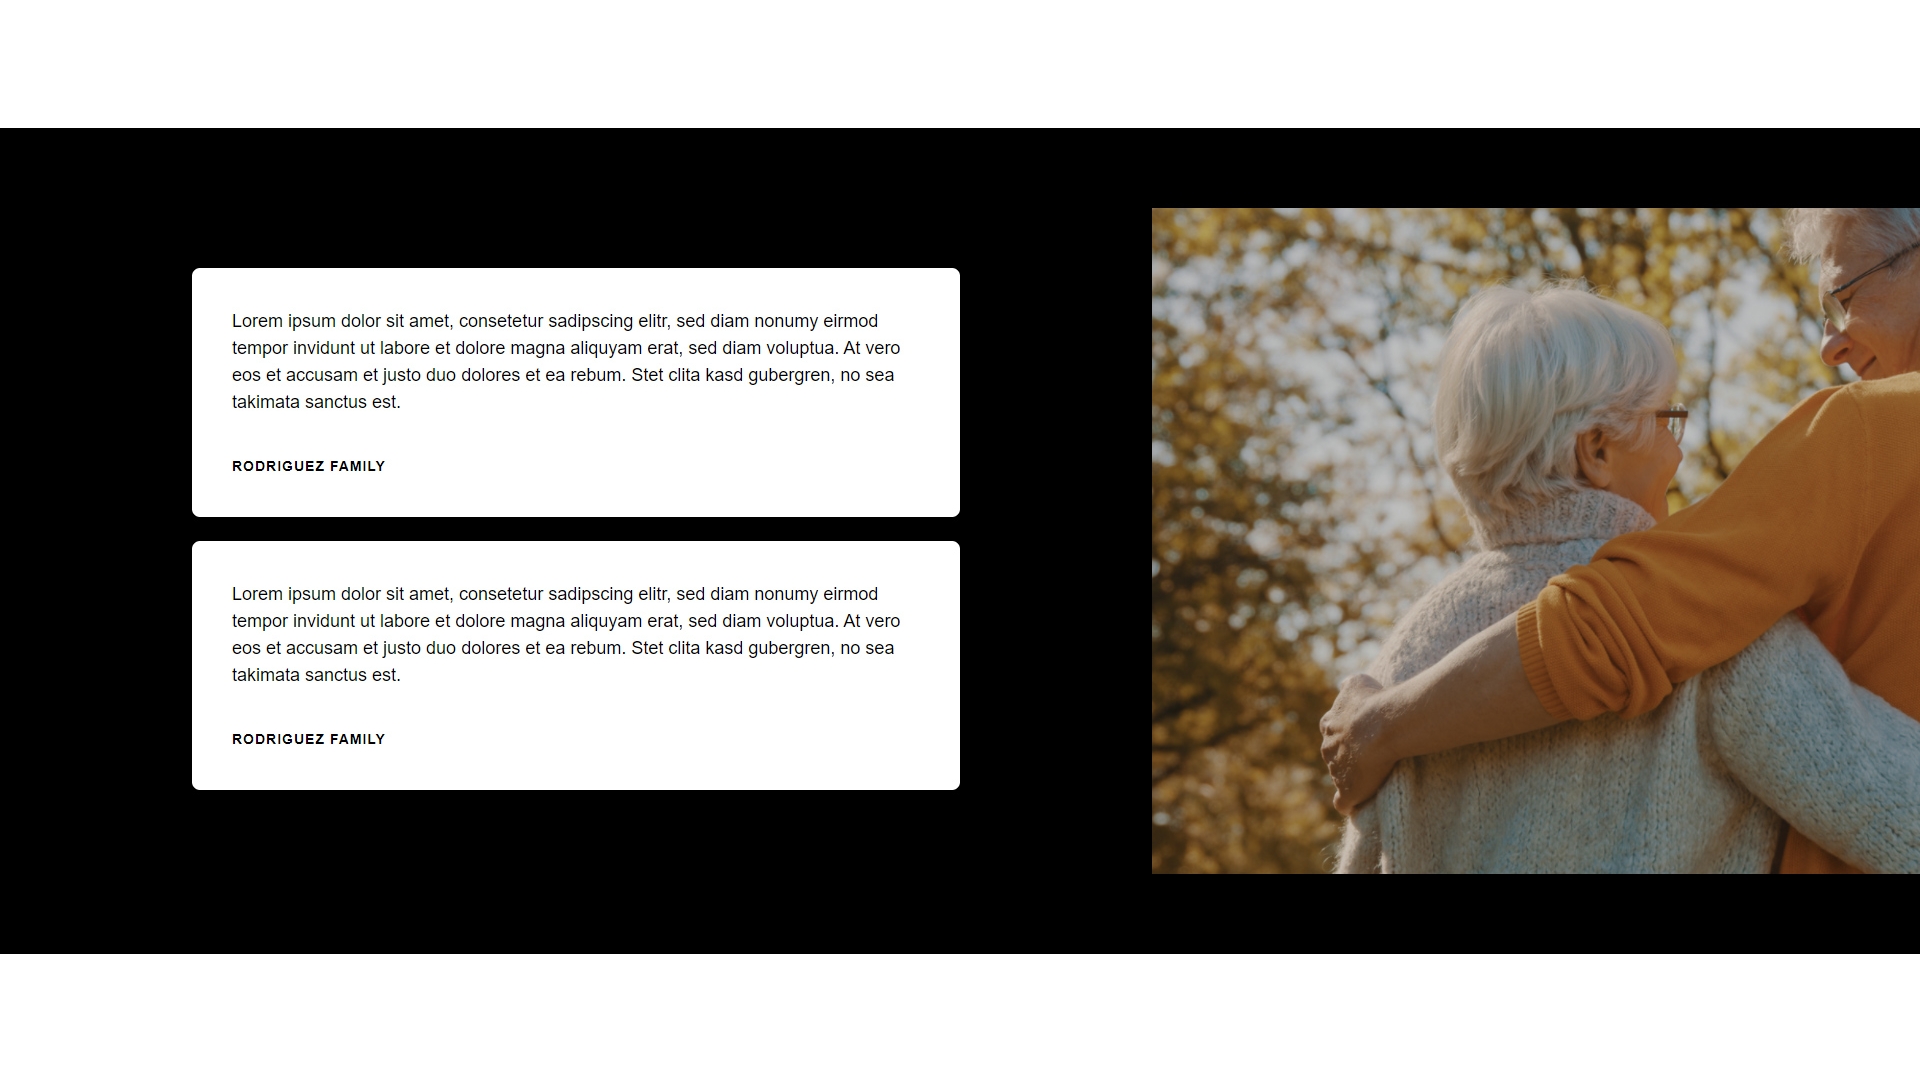 Lorem ipsum dolor sit amet, consetetur sadipscing elitr, sed diam nonumy eirmod
tempor invidunt ut labore et dolore magna aliquyam erat, sed diam voluptua. At vero
eos et accusam et justo duo dolores et ea rebum. Stet clita kasd gubergren, no sea
takimata sanctus est.
RODRIGUEZ FAMILY
Lorem ipsum dolor sit amet, consetetur sadipscing elitr, sed diam nonumy eirmod
tempor invidunt ut labore et dolore magna aliquyam erat, sed diam voluptua. At vero
eos et accusam et justo duo dolores et ea rebum. Stet clita kasd gubergren, no sea
takimata sanctus est.
RODRIGUEZ FAMILY